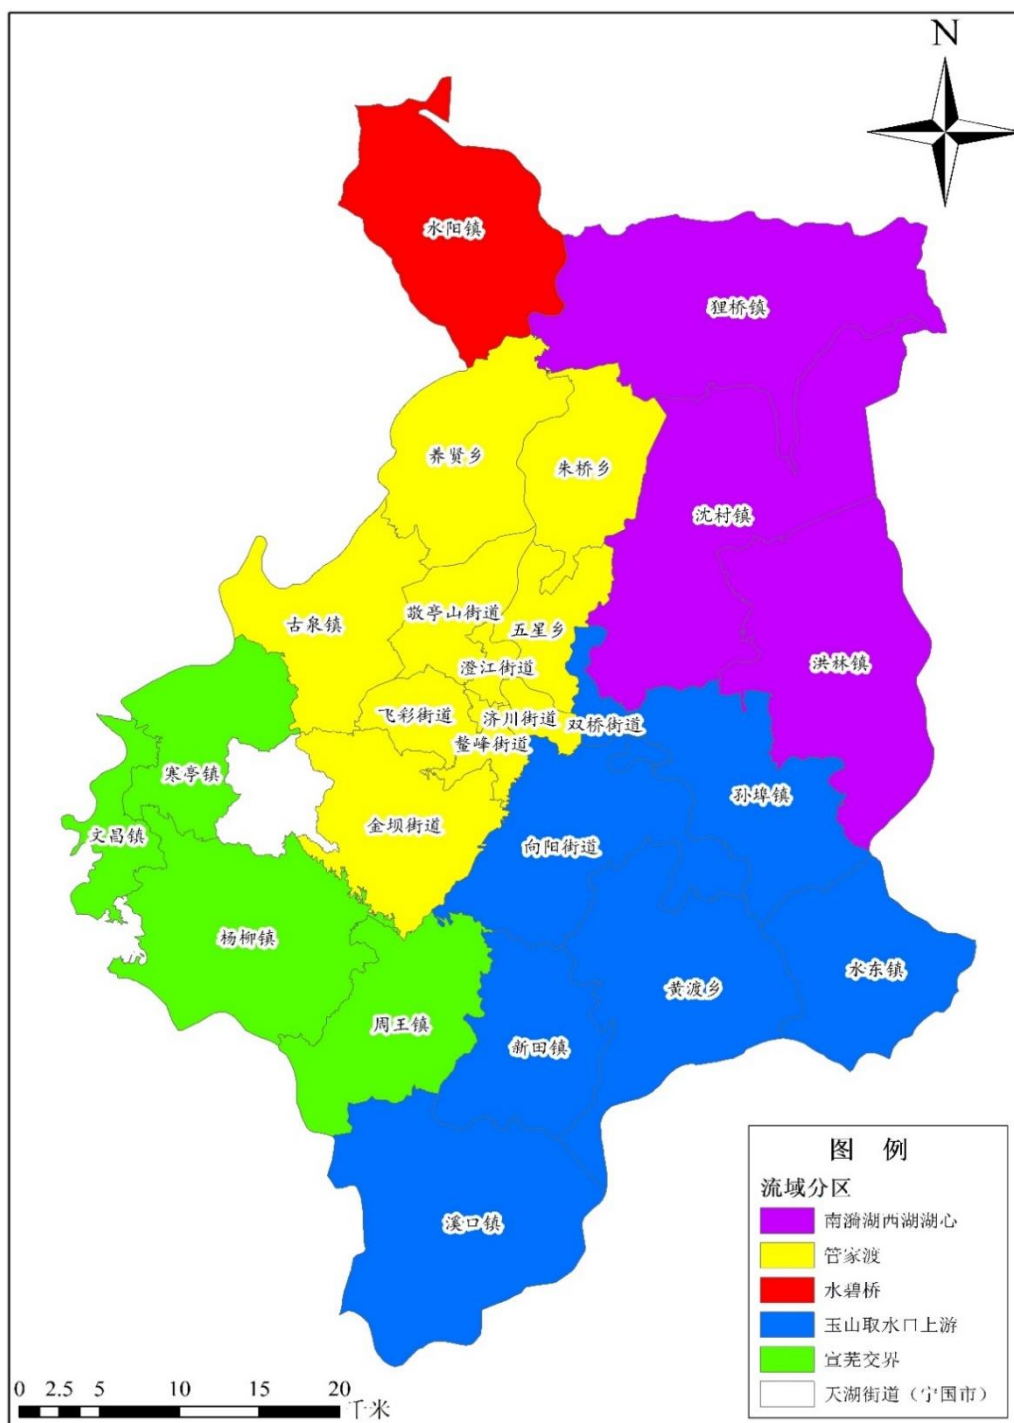 N
水阳镇
狸桥镇
养贤乡
朱桥乡
沈村镇
古泉镇
敬亭山街道
五星乡
澄江街道
洪林镇
飞彩街道
济川街道
双桥街道
鳌峰街道
寒亭镇
孙埠镇
金坝街道
文昌镇
向阳街道
杨柳镇
水东镇
黄渡乡
周王镇
新田镇
溪口镇
图 例
流域分区
南漪湖西湖湖心
管家渡
水碧桥
玉山取水口上游
宣芜交界
天湖街道（宁国市）
0 2.5 5 10 15 20
千米